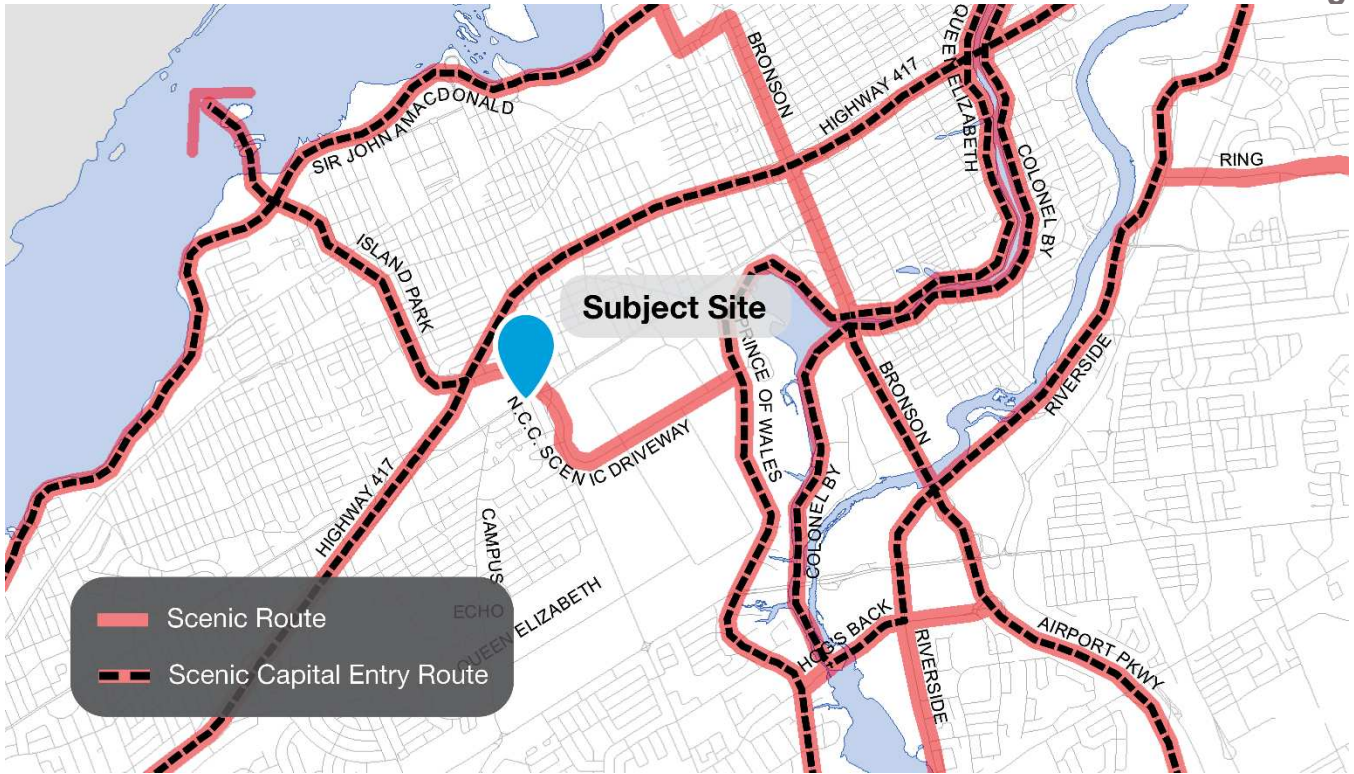 BRONSON
QUEEN ELIZABETH
HIGHWAY 417
SIR JOHN A MACDONALD
COLONEL BY
RING
ISLAND PARK
Subject Site
PRINCE OF WALES
BRONSON
RIVERSIDE
N.C.C. SCENIC DRIVEWAY
HIGHWAY 417
CAMPUS
COLONEL BY
ECHO
QUEEN ELIZABETH
HOGS BACK
RIVERSIDE
AIRPORT PKWY
Scenic Route
Scenic Capital Entry Route